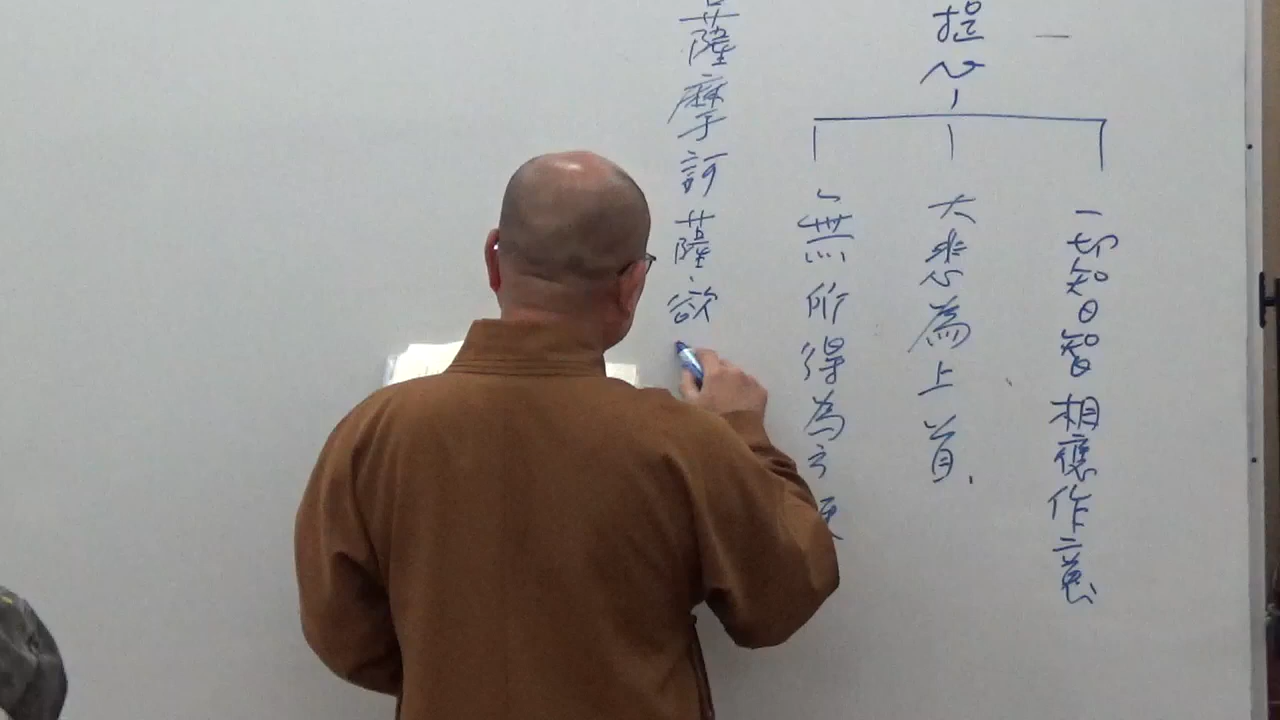 提心
一切智智相應作意
大悲為上首
無所得為方便
菩薩摩訶薩欲